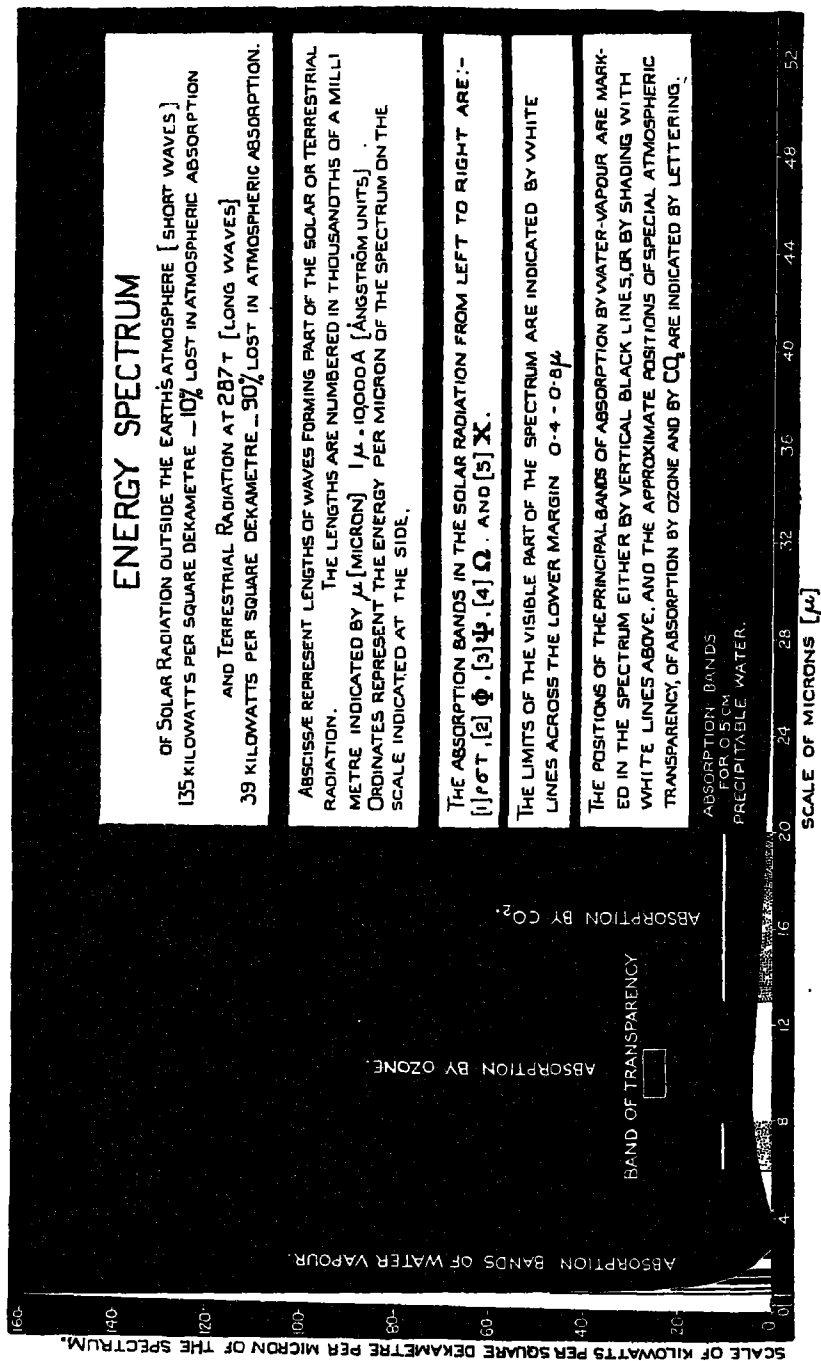 ENERGY SPECTRUM
OF SOLAR RADIATION OUTSIDE THE EARTH'S ATMOSPHERE [SHORT WAVES]
135 KILOWATTS PER SQUARE DEKAMETRE _ 10% LOST IN ATMOSPHERIC ABSORPTION
AND TERRESTRIAL RADIATION AT 287 T [LONG WAVES]
39 KILOWATTS PER SQUARE DEKAMETRE _ 90% LOST IN ATMOSPHERIC ABSORPTION.
ABSCISSÆ REPRESENT LENGTHS OF WAVES FORMING PART OF THE SOLAR OR TERRESTRIAL
RADIATION. THE LENGTHS ARE NUMBERED IN THOUSANDTHS OF A MILLI
METRE INDICATED BY μ [MICRON] 1 μ = 10,000 A [ÅNGSTRÖM UNITS] .
ORDINATES REPRESENT THE ENERGY PER MICRON OF THE SPECTRUM ON THE
SCALE INDICATED AT THE SIDE.
THE ABSORPTION BANDS IN THE SOLAR RADIATION FROM LEFT TO RIGHT ARE:-
[1] ρστ, [2] Φ, [3] Ψ, [4] Ω. AND [5] X.
THE LIMITS OF THE VISIBLE PART OF THE SPECTRUM ARE INDICATED BY WHITE
LINES ACROSS THE LOWER MARGIN 0·4 - 0·8 μ
THE POSITIONS OF THE PRINCIPAL BANDS OF ABSORPTION BY WATER-VAPOUR ARE MARK-
ED IN THE SPECTRUM EITHER BY VERTICAL BLACK LINES, OR BY SHADING WITH
WHITE LINES ABOVE, AND THE APPROXIMATE POSITIONS OF SPECIAL ATMOSPHERIC
TRANSPARENCY, OF ABSORPTION BY OZONE AND BY CO2 ARE INDICATED BY LETTERING.
SCALE OF KILOWATTS PER SQUARE DEKAMETRE PER MICRON OF THE SPECTRUM.
160
140
120
100
80
60
40
20
0
ABSORPTION BANDS OF WATER VAPOUR.
ABSORPTION BY OZONE.
BAND OF TRANSPARENCY
ABSORPTION BY CO2.
ABSORPTION BANDS
FOR 0.5 CM
PRECIPITABLE WATER.
0 4 8 12 16 20 24 28 32 36 40 44 48 52
SCALE OF MICRONS [μ]